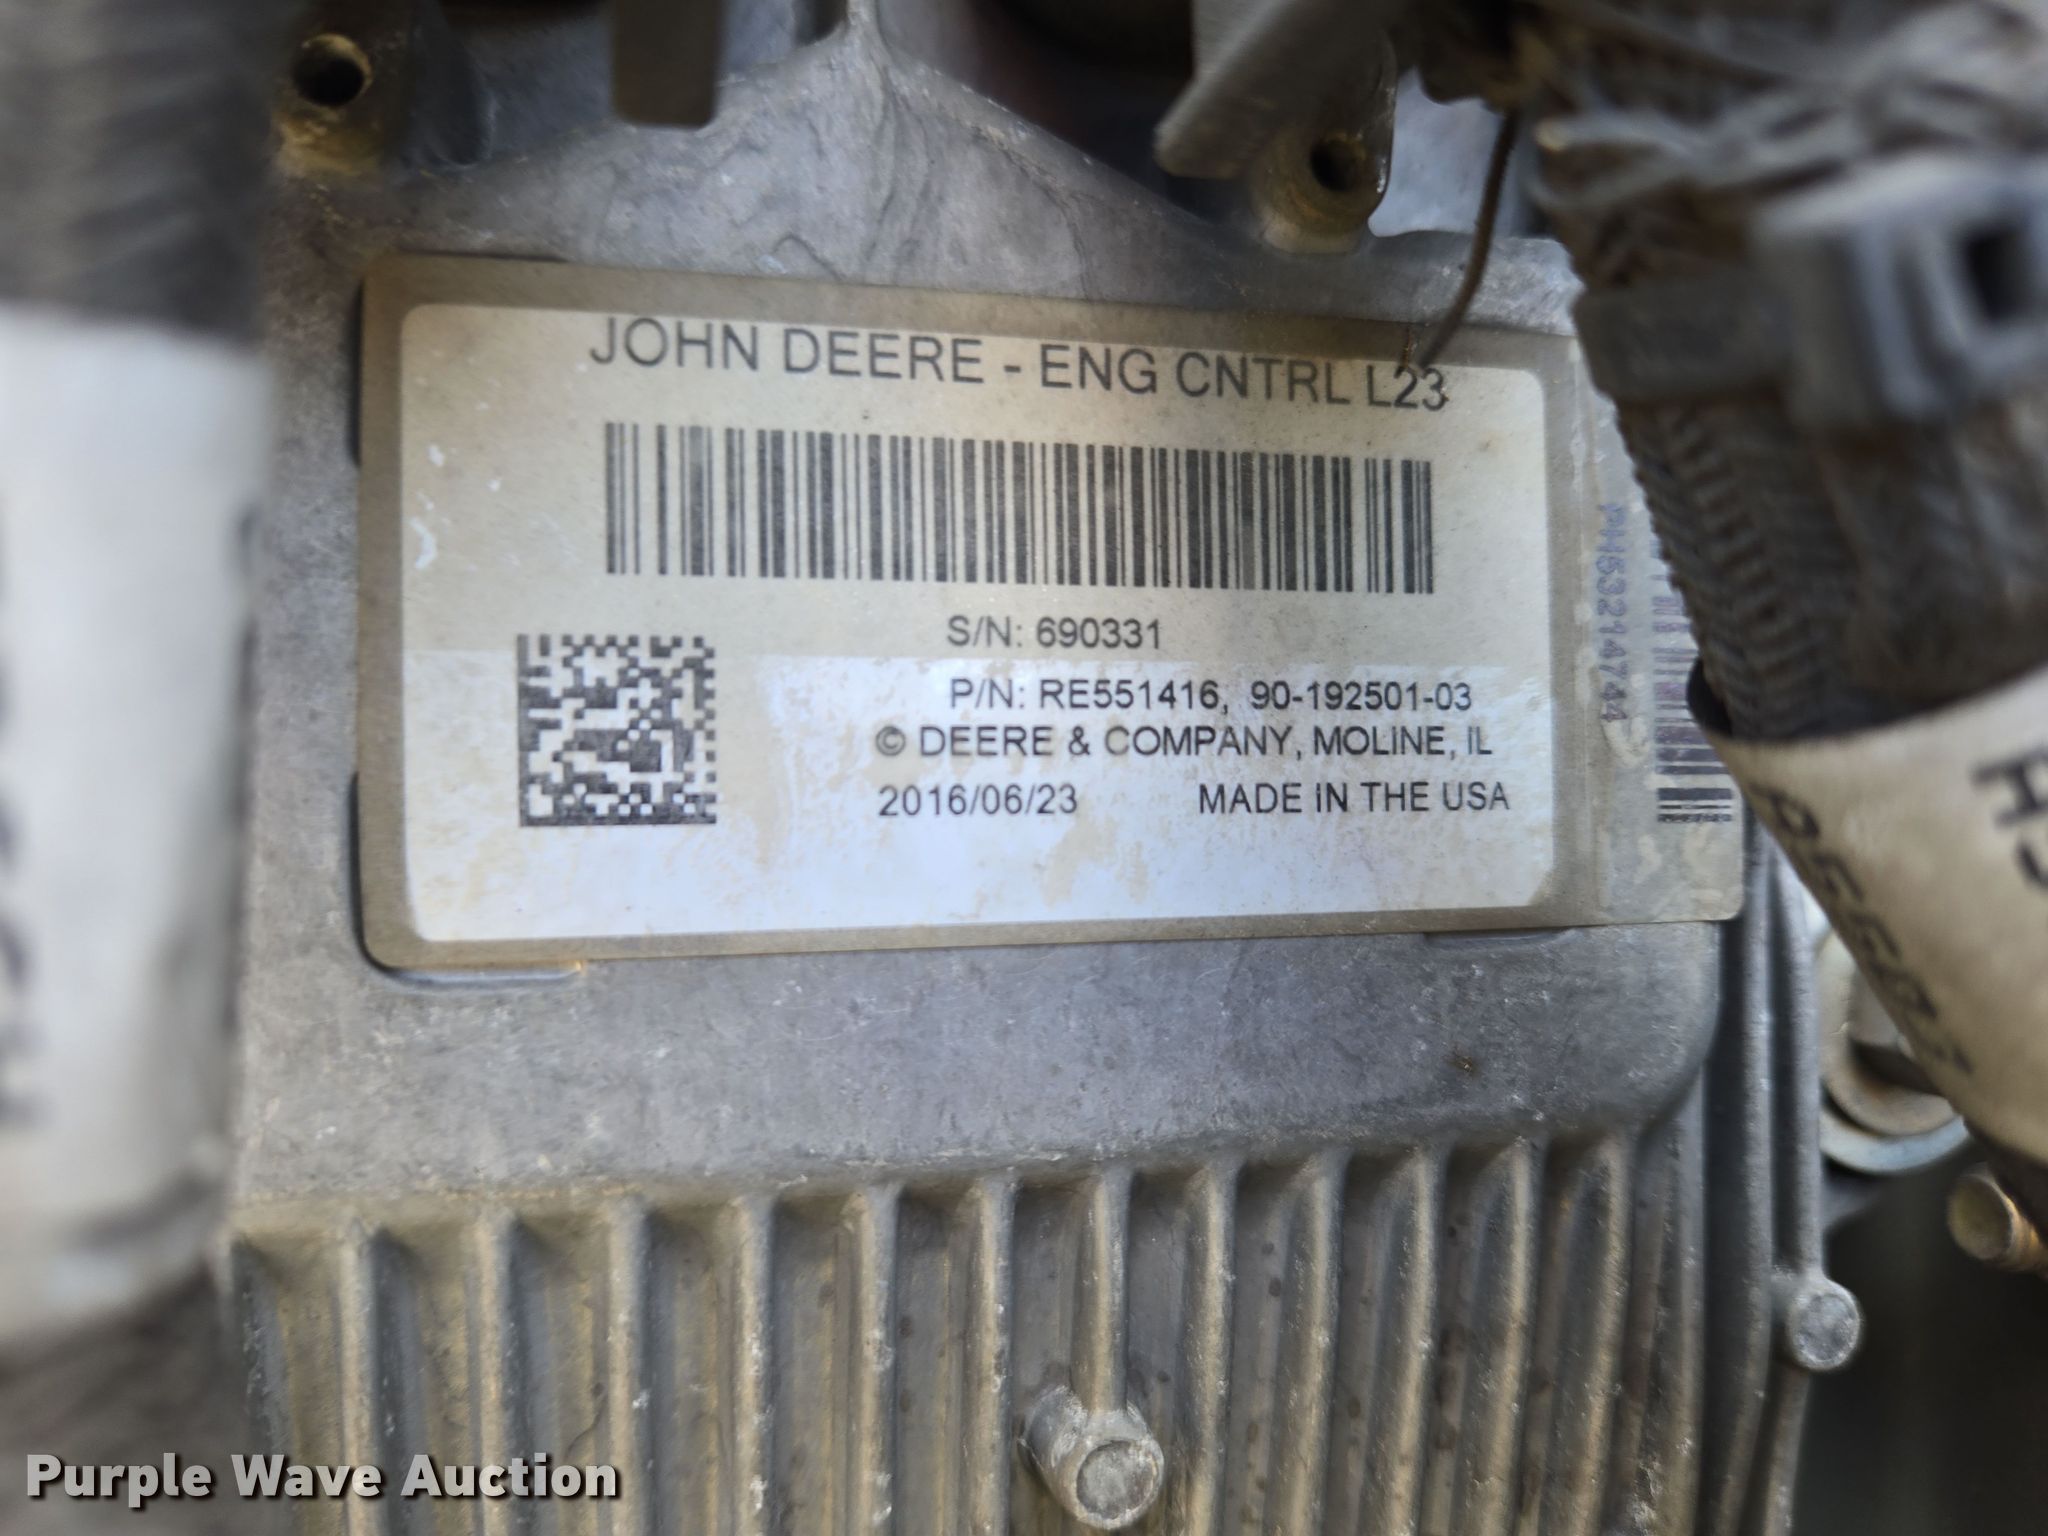 JOHN DEERE - ENG CNTRL L23
S/N: 690331
P/N: RE551416, 90-192501-03
© DEERE & COMPANY, MOLINE, IL
2016/06/23 MADE IN THE USA
PH53214744
Purple Wave Auction